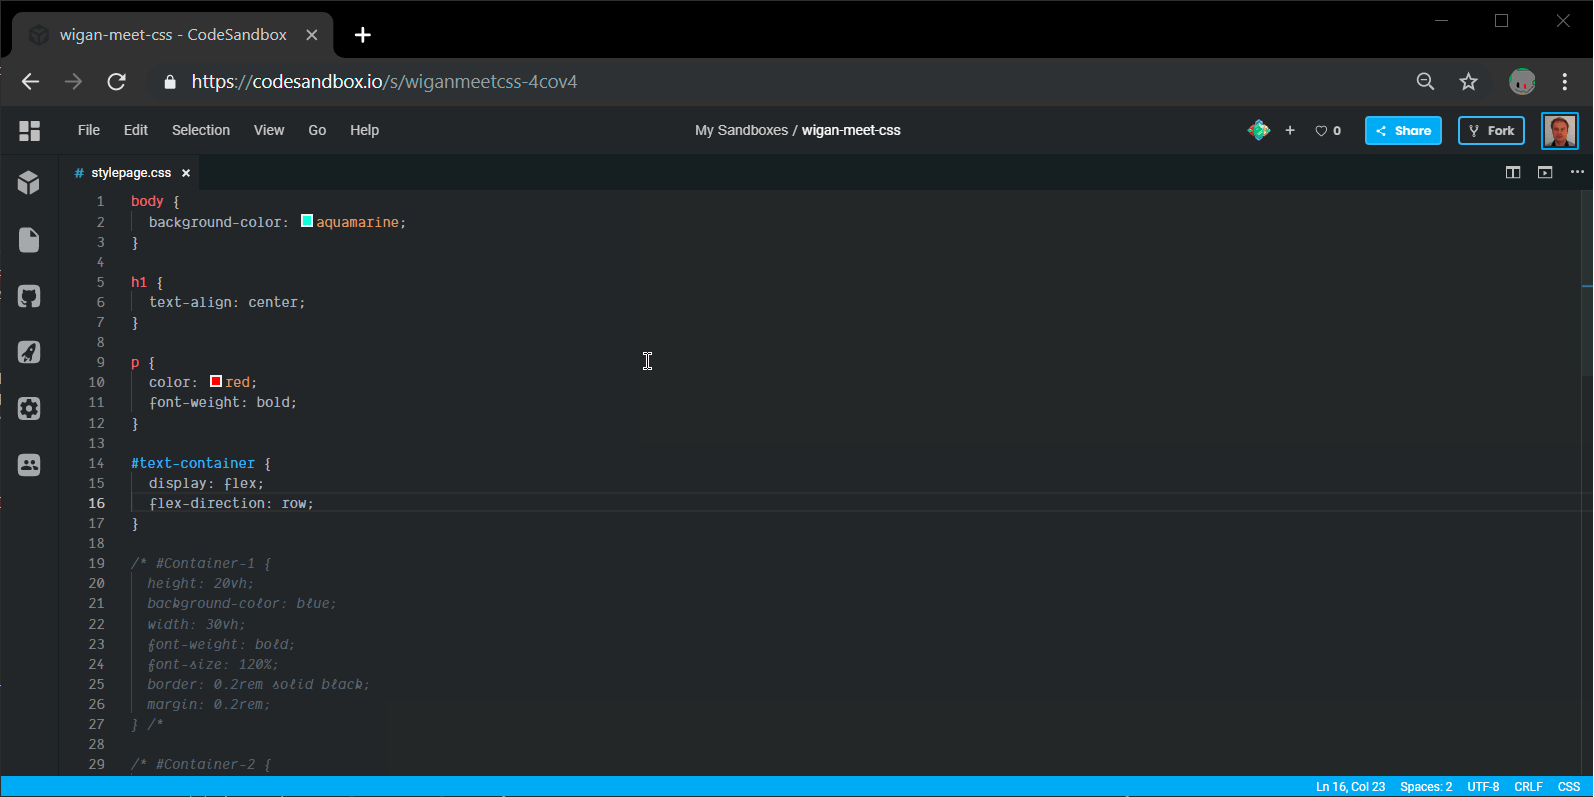 wigan-meet-css - CodeSandbox
https://codesandbox.io/s/wiganmeetcss-4cov4
File Edit Selection View Go Help My Sandboxes / wigan-meet-css 0 Share Fork
# stylepage.css
1 body {
2 background-color: aquamarine;
3 }
4
5 h1 {
6 text-align: center;
7 }
8
9 p {
10 color: red;
11 font-weight: bold;
12 }
13
14 #text-container {
15 display: flex;
16 flex-direction: row;
17 }
18
19 /* #Container-1 {
20 height: 20vh;
21 background-color: blue;
22 width: 30vh;
23 font-weight: bold;
24 font-size: 120%;
25 border: 0.2rem solid black;
26 margin: 0.2rem;
27 } /*
28
29 /* #Container-2 {
Ln 16, Col 23 Spaces: 2 UTF-8 CRLF CSS